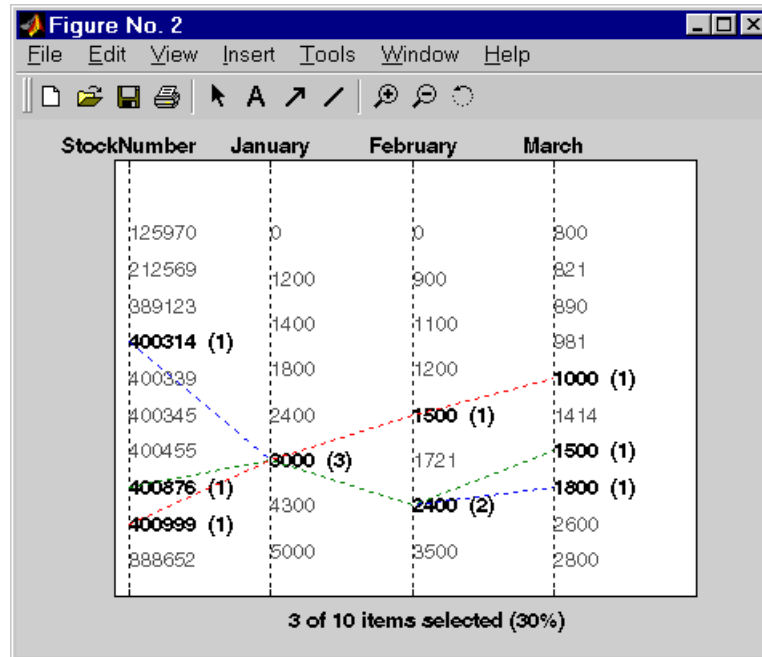 Figure No. 2
File Edit View Insert Tools Window Help
A
StockNumber January February March
125970 0 0 800
212569 1200 900 821
389123 1400 1100 890
400314 (1) 1800 1200 981
400339 2400 1500 (1) 1000 (1)
400345 3000 (3) 1721 1414
400455 4300 2400 (2) 1500 (1)
400876 (1) 5000 3500 1800 (1)
400999 (1) 2600
888652 2800
3 of 10 items selected (30%)